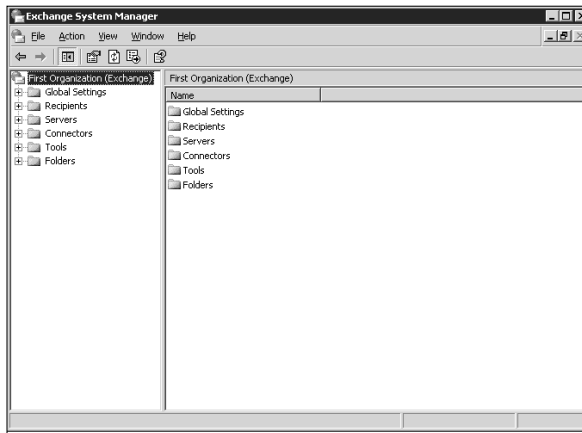 Exchange System Manager
File Action View Window Help
First Organization (Exchange)
Global Settings
Recipients
Servers
Connectors
Tools
Folders
First Organization (Exchange)
Name
Global Settings
Recipients
Servers
Connectors
Tools
Folders